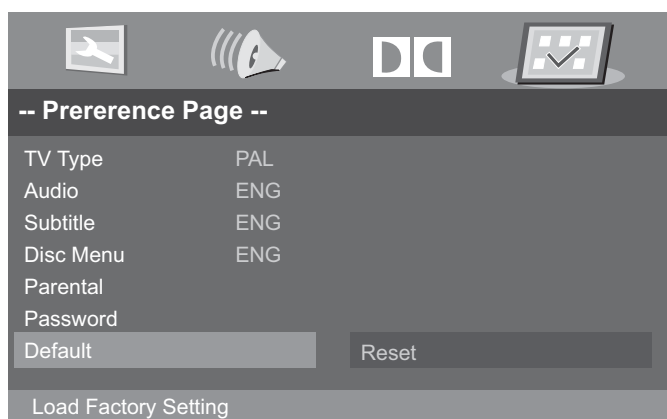 -- Prererence Page --
TV Type PAL
Audio ENG
Subtitle ENG
Disc Menu ENG
Parental
Password
Default Reset
Load Factory Setting